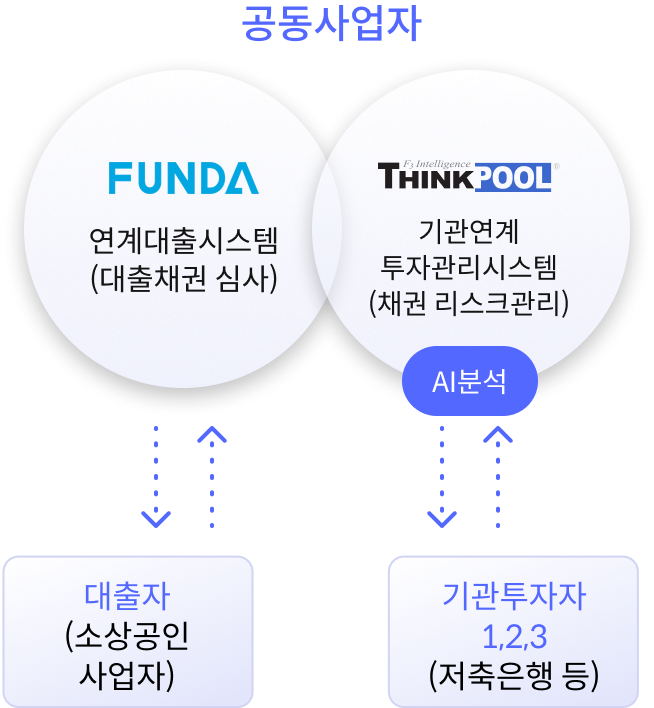 공동사업자
FUNDA
연계대출시스템
(대출채권 심사)
F3 Intelligence
THINKPOOL®
기관연계
투자관리시스템
(채권 리스크관리)
AI분석
대출자
(소상공인
사업자)
기관투자자
1,2,3
(저축은행 등)